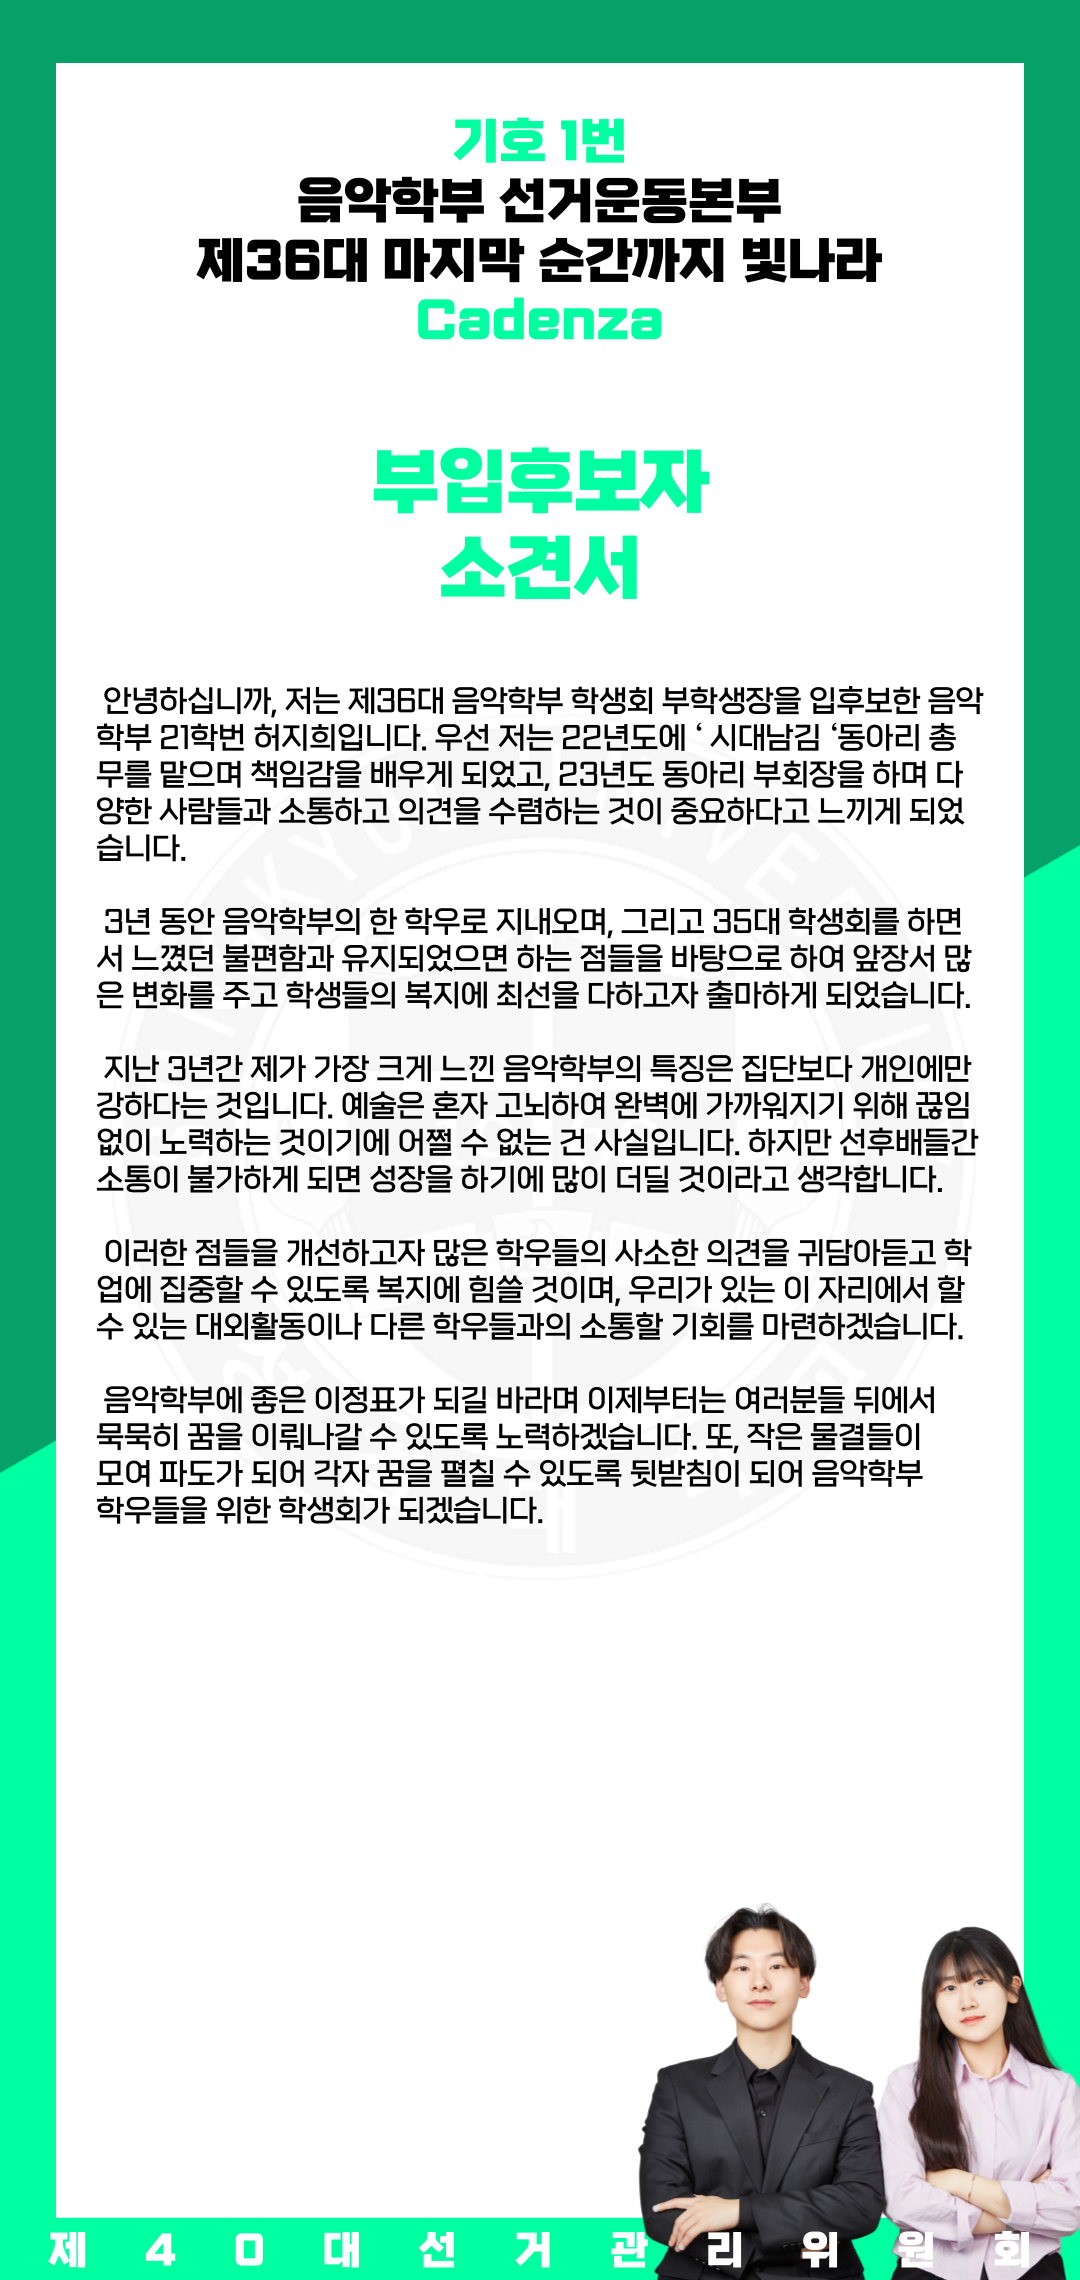 기호 1번
음악학부 선거운동본부
제36대 마지막 순간까지 빛나라
Cadenza
부입후보자
소견서
안녕하십니까, 저는 제36대 음악학부 학생회 부학생장을 입후보한 음악
학부 21학번 허지희입니다. 우선 저는 22년도에 ‘ 시대남김 ‘동아리 총
무를 맡으며 책임감을 배우게 되었고, 23년도 동아리 부회장을 하며 다
양한 사람들과 소통하고 의견을 수렴하는 것이 중요하다고 느끼게 되었
습니다.
3년 동안 음악학부의 한 학우로 지내오며, 그리고 35대 학생회를 하면
서 느꼈던 불편함과 유지되었으면 하는 점들을 바탕으로 하여 앞장서 많
은 변화를 주고 학생들의 복지에 최선을 다하고자 출마하게 되었습니다.
지난 3년간 제가 가장 크게 느낀 음악학부의 특징은 집단보다 개인에만
강하다는 것입니다. 예술은 혼자 고뇌하여 완벽에 가까워지기 위해 끊임
없이 노력하는 것이기에 어쩔 수 없는 건 사실입니다. 하지만 선후배들간
소통이 불가하게 되면 성장을 하기에 많이 더딜 것이라고 생각합니다.
이러한 점들을 개선하고자 많은 학우들의 사소한 의견을 귀담아듣고 학
업에 집중할 수 있도록 복지에 힘쓸 것이며, 우리가 있는 이 자리에서 할
수 있는 대외활동이나 다른 학우들과의 소통할 기회를 마련하겠습니다.
음악학부에 좋은 이정표가 되길 바라며 이제부터는 여러분들 뒤에서
묵묵히 꿈을 이뤄나갈 수 있도록 노력하겠습니다. 또, 작은 물결들이
모여 파도가 되어 각자 꿈을 펼칠 수 있도록 뒷받침이 되어 음악학부
학우들을 위한 학생회가 되겠습니다.
제40대선거관리위원회